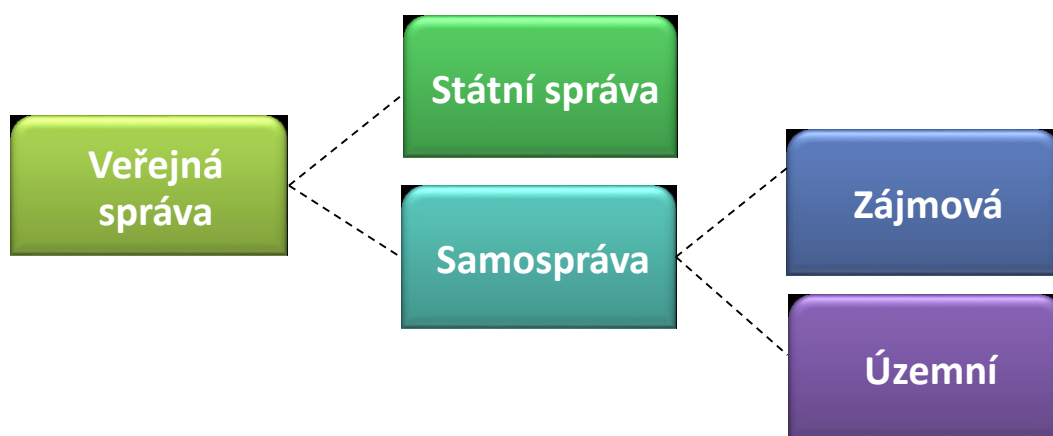 Veřejná
správa
Státní správa
Samospráva
Zájmová
Územní